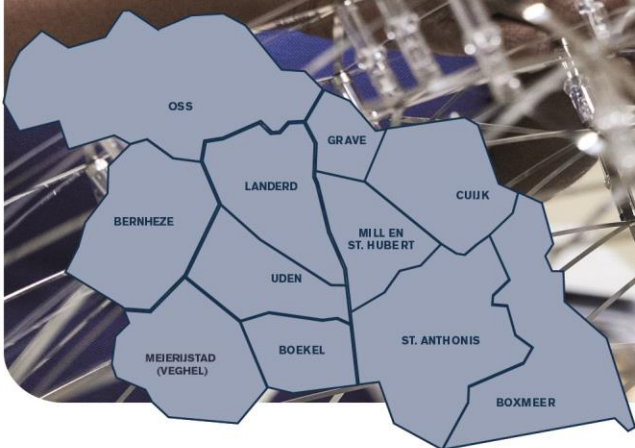 OSS
GRAVE
LANDERD
CUIJK
BERNHEZE
MILL EN
ST. HUBERT
UDEN
ST. ANTHONIS
BOEKEL
MEIERIJSTAD
(VEGHEL)
BOXMEER